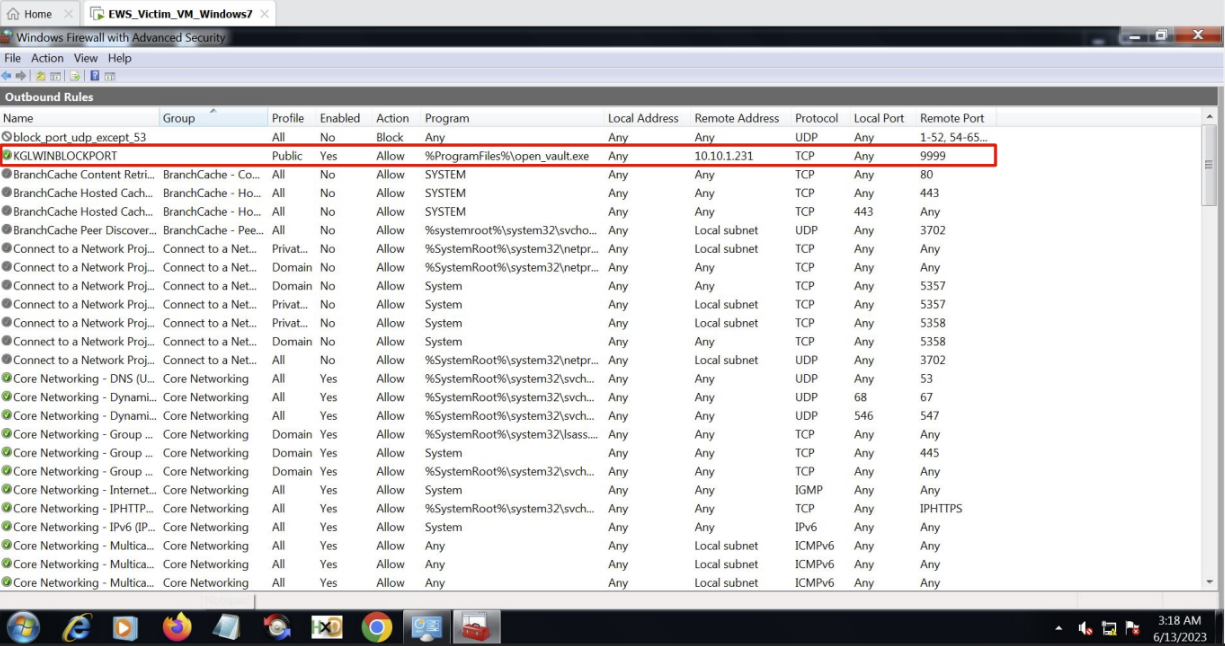 Home × EWS_Victim_VM_Windows7 ×
Windows Firewall with Advanced Security
File Action View Help
Outbound Rules
Name Group Profile Enabled Action Program Local Address Remote Address Protocol Local Port Remote Port
block_port_udp_except_53 All No Block Any Any Any UDP Any 1-52, 54-65...
KGLWINBLOCKPORT Public Yes Allow %ProgramFiles%\open_vault.exe Any 10.10.1.231 TCP Any 9999
BranchCache Content Retri... BranchCache - Co... All No Allow SYSTEM Any Any TCP Any 80
BranchCache Hosted Cach... BranchCache - Ho... All No Allow SYSTEM Any Any TCP Any 443
BranchCache Hosted Cach... BranchCache - Ho... All No Allow SYSTEM Any Any TCP 443 Any
BranchCache Peer Discover... BranchCache - Pee... All No Allow %systemroot%\system32\svcho... Any Local subnet UDP Any 3702
Connect to a Network Proj... Connect to a Net... Privat... No Allow %SystemRoot%\system32\netpr... Any Local subnet TCP Any Any
Connect to a Network Proj... Connect to a Net... Domain No Allow %SystemRoot%\system32\netpr... Any Any TCP Any Any
Connect to a Network Proj... Connect to a Net... Domain No Allow System Any Any TCP Any 5357
Connect to a Network Proj... Connect to a Net... Privat... No Allow System Any Local subnet TCP Any 5357
Connect to a Network Proj... Connect to a Net... Privat... No Allow System Any Local subnet TCP Any 5358
Connect to a Network Proj... Connect to a Net... Domain No Allow System Any Any TCP Any 5358
Connect to a Network Proj... Connect to a Net... All No Allow %SystemRoot%\system32\netpr... Any Local subnet UDP Any 3702
Core Networking - DNS (U... Core Networking All Yes Allow %SystemRoot%\system32\svch... Any Any UDP Any 53
Core Networking - Dynami... Core Networking All Yes Allow %SystemRoot%\system32\svch... Any Any UDP 68 67
Core Networking - Dynami... Core Networking All Yes Allow %SystemRoot%\system32\svch... Any Any UDP 546 547
Core Networking - Group ... Core Networking Domain Yes Allow %SystemRoot%\system32\lsass.... Any Any TCP Any Any
Core Networking - Group ... Core Networking Domain Yes Allow System Any Any TCP Any 445
Core Networking - Group ... Core Networking Domain Yes Allow %SystemRoot%\system32\svch... Any Any TCP Any Any
Core Networking - Internet... Core Networking All Yes Allow System Any Any IGMP Any Any
Core Networking - IPHTTP... Core Networking All Yes Allow %SystemRoot%\system32\svch... Any Any TCP Any IPHTTPS
Core Networking - IPv6 (IP... Core Networking All Yes Allow System Any Any IPv6 Any Any
Core Networking - Multica... Core Networking All Yes Allow Any Any Local subnet ICMPv6 Any Any
Core Networking - Multica... Core Networking All Yes Allow Any Any Local subnet ICMPv6 Any Any
Core Networking - Multica... Core Networking All Yes Allow Any Any Local subnet ICMPv6 Any Any
HXD
3:18 AM
6/13/2023